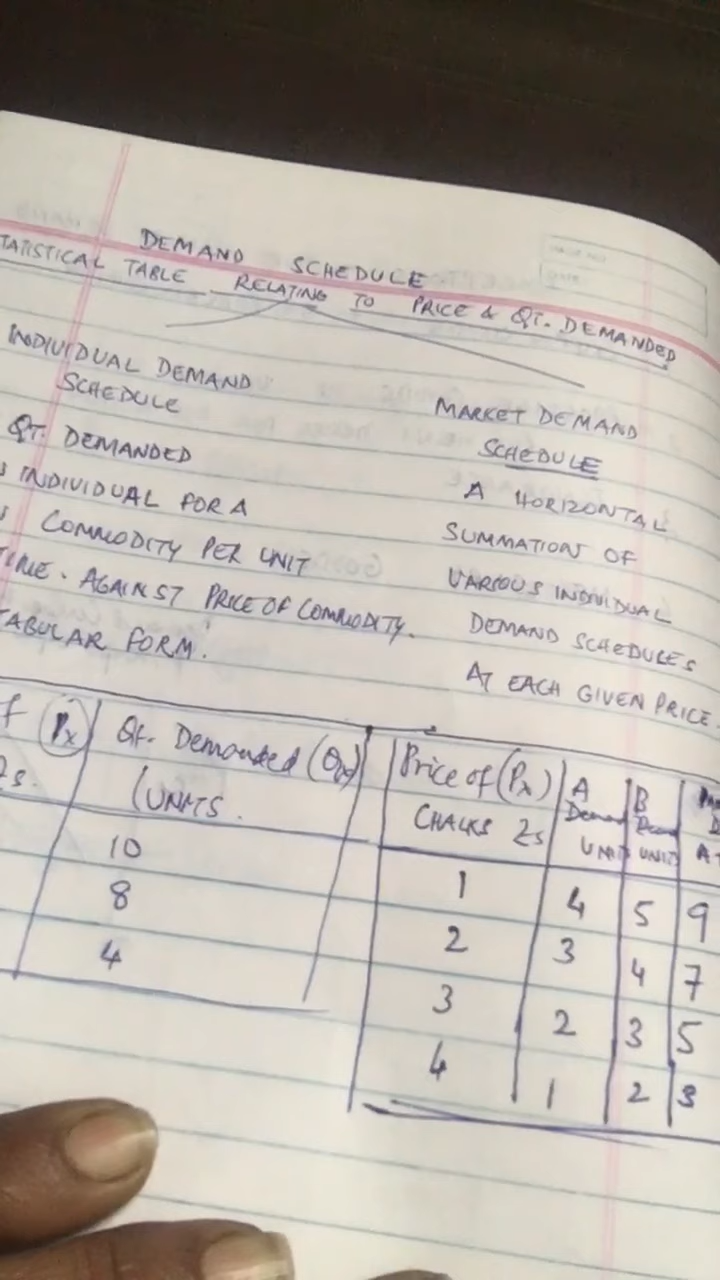 DEMAND SCHEDULE
TATISTICAL TABLE RELATING TO PRICE & QT. DEMANDED
INDIVIDUAL DEMAND
SCHEDULE
QT. DEMANDED
INDIVIDUAL FOR A
COMMODITY PER UNIT
TIME. AGAINST PRICE OF COMMODITY.
TABULAR FORM.
MARKET DEMAND
SCHEDULE
A HORIZONTAL
SUMMATION OF
VARIOUS INDIVIDUAL
DEMAND SCHEDULES
AT EACH GIVEN PRICE.
f (Px) Qt. Demanded
(UNITS.
10
8
4
Price of (Px) A B
CHALKS Demand
UNIT UNIT
1 4 5 9
2 3 4 7
3 2 3 5
4 1 2 3